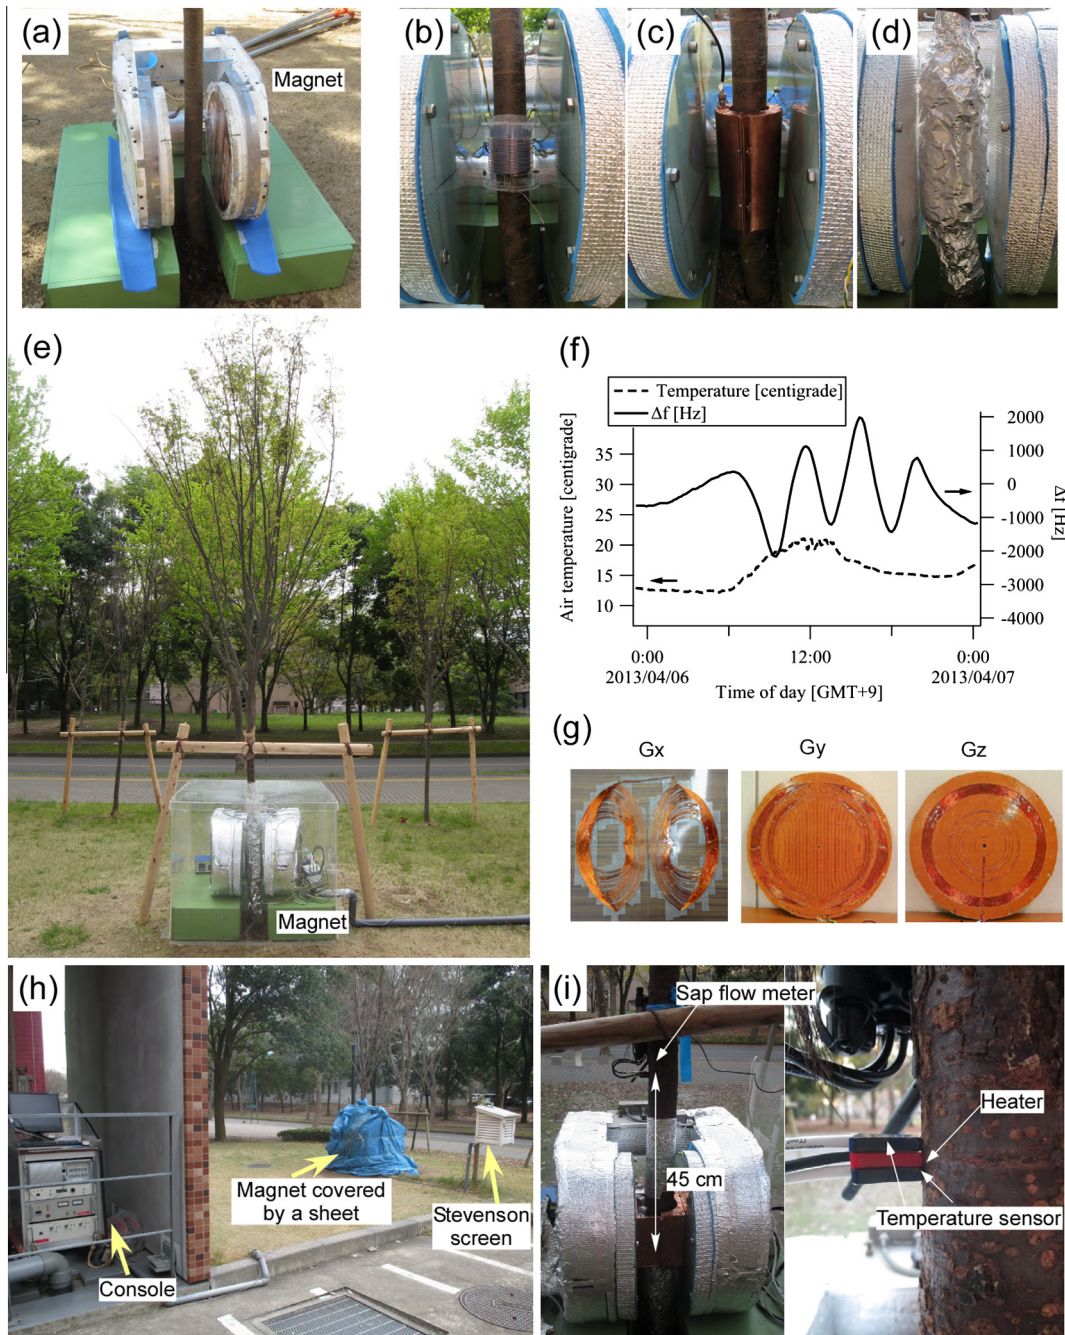 (a)
Magnet
(b)
(c)
(d)
(e)
Magnet
(f)
Temperature [centigrade]
Δf [Hz]
Air temperature [centigrade]
35
30
25
20
15
10
2000
1000
0
-1000
-2000
-3000
-4000
Δf [Hz]
0:00
12:00
0:00
2013/04/06
2013/04/07
Time of day [GMT+9]
(g)
Gx
Gy
Gz
(h)
Magnet covered
by a sheet
Stevenson
screen
Console
(i)
Sap flow meter
45 cm
Heater
Temperature sensor